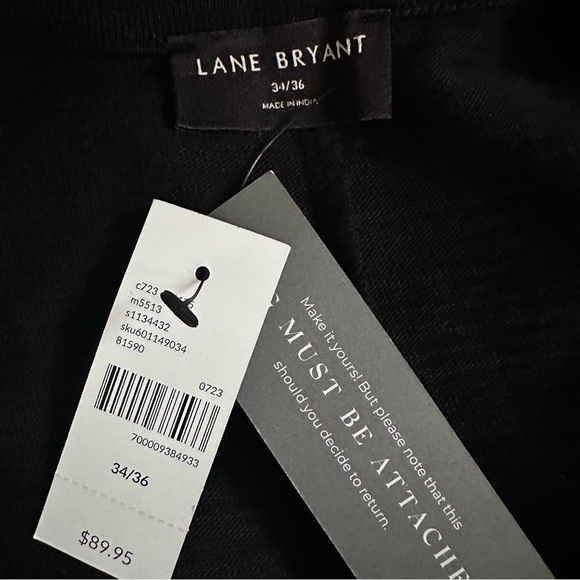 LANE BRYANT
34/36
MADE IN INDIA
c723
m5513
s1134432
sku601149034
81590
0723
700009384933
34/36
$89.95
Make it yours! But please note that this
MUST BE ATTACHE
should you decide to return.